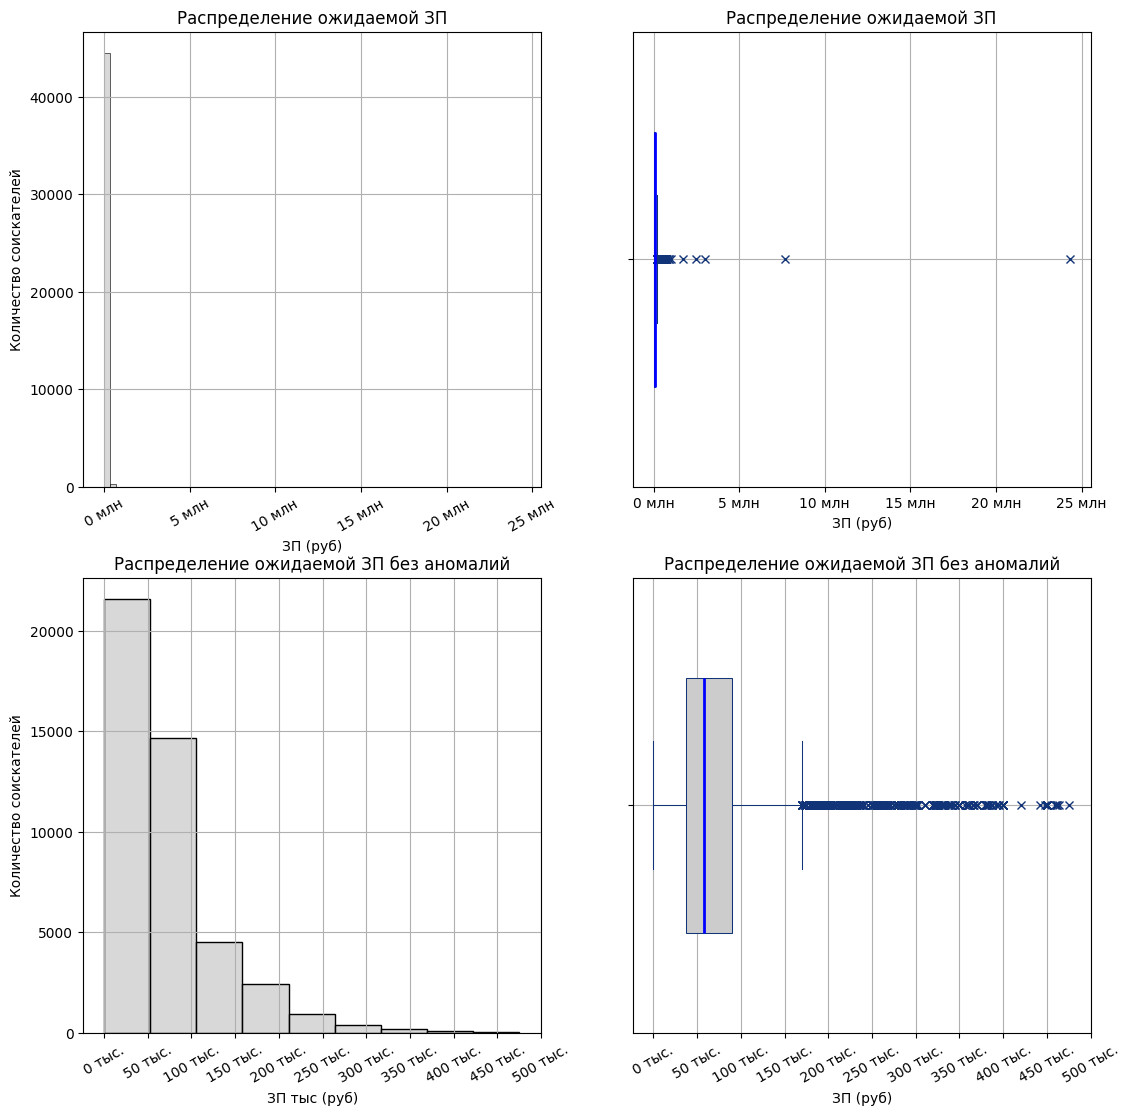 Распределение ожидаемой ЗП
40000
30000
20000
10000
0
Количество соискателей
0 млн
5 млн
10 млн
15 млн
20 млн
25 млн
ЗП (руб)
Распределение ожидаемой ЗП
0 млн
5 млн
10 млн
15 млн
20 млн
25 млн
ЗП (руб)
Распределение ожидаемой ЗП без аномалий
20000
15000
10000
5000
0
Количество соискателей
0 тыс.
50 тыс.
100 тыс.
150 тыс.
200 тыс.
250 тыс.
300 тыс.
350 тыс.
400 тыс.
450 тыс.
500 тыс.
ЗП тыс (руб)
Распределение ожидаемой ЗП без аномалий
0 тыс.
50 тыс.
100 тыс.
150 тыс.
200 тыс.
250 тыс.
300 тыс.
350 тыс.
400 тыс.
450 тыс.
500 тыс.
ЗП (руб)